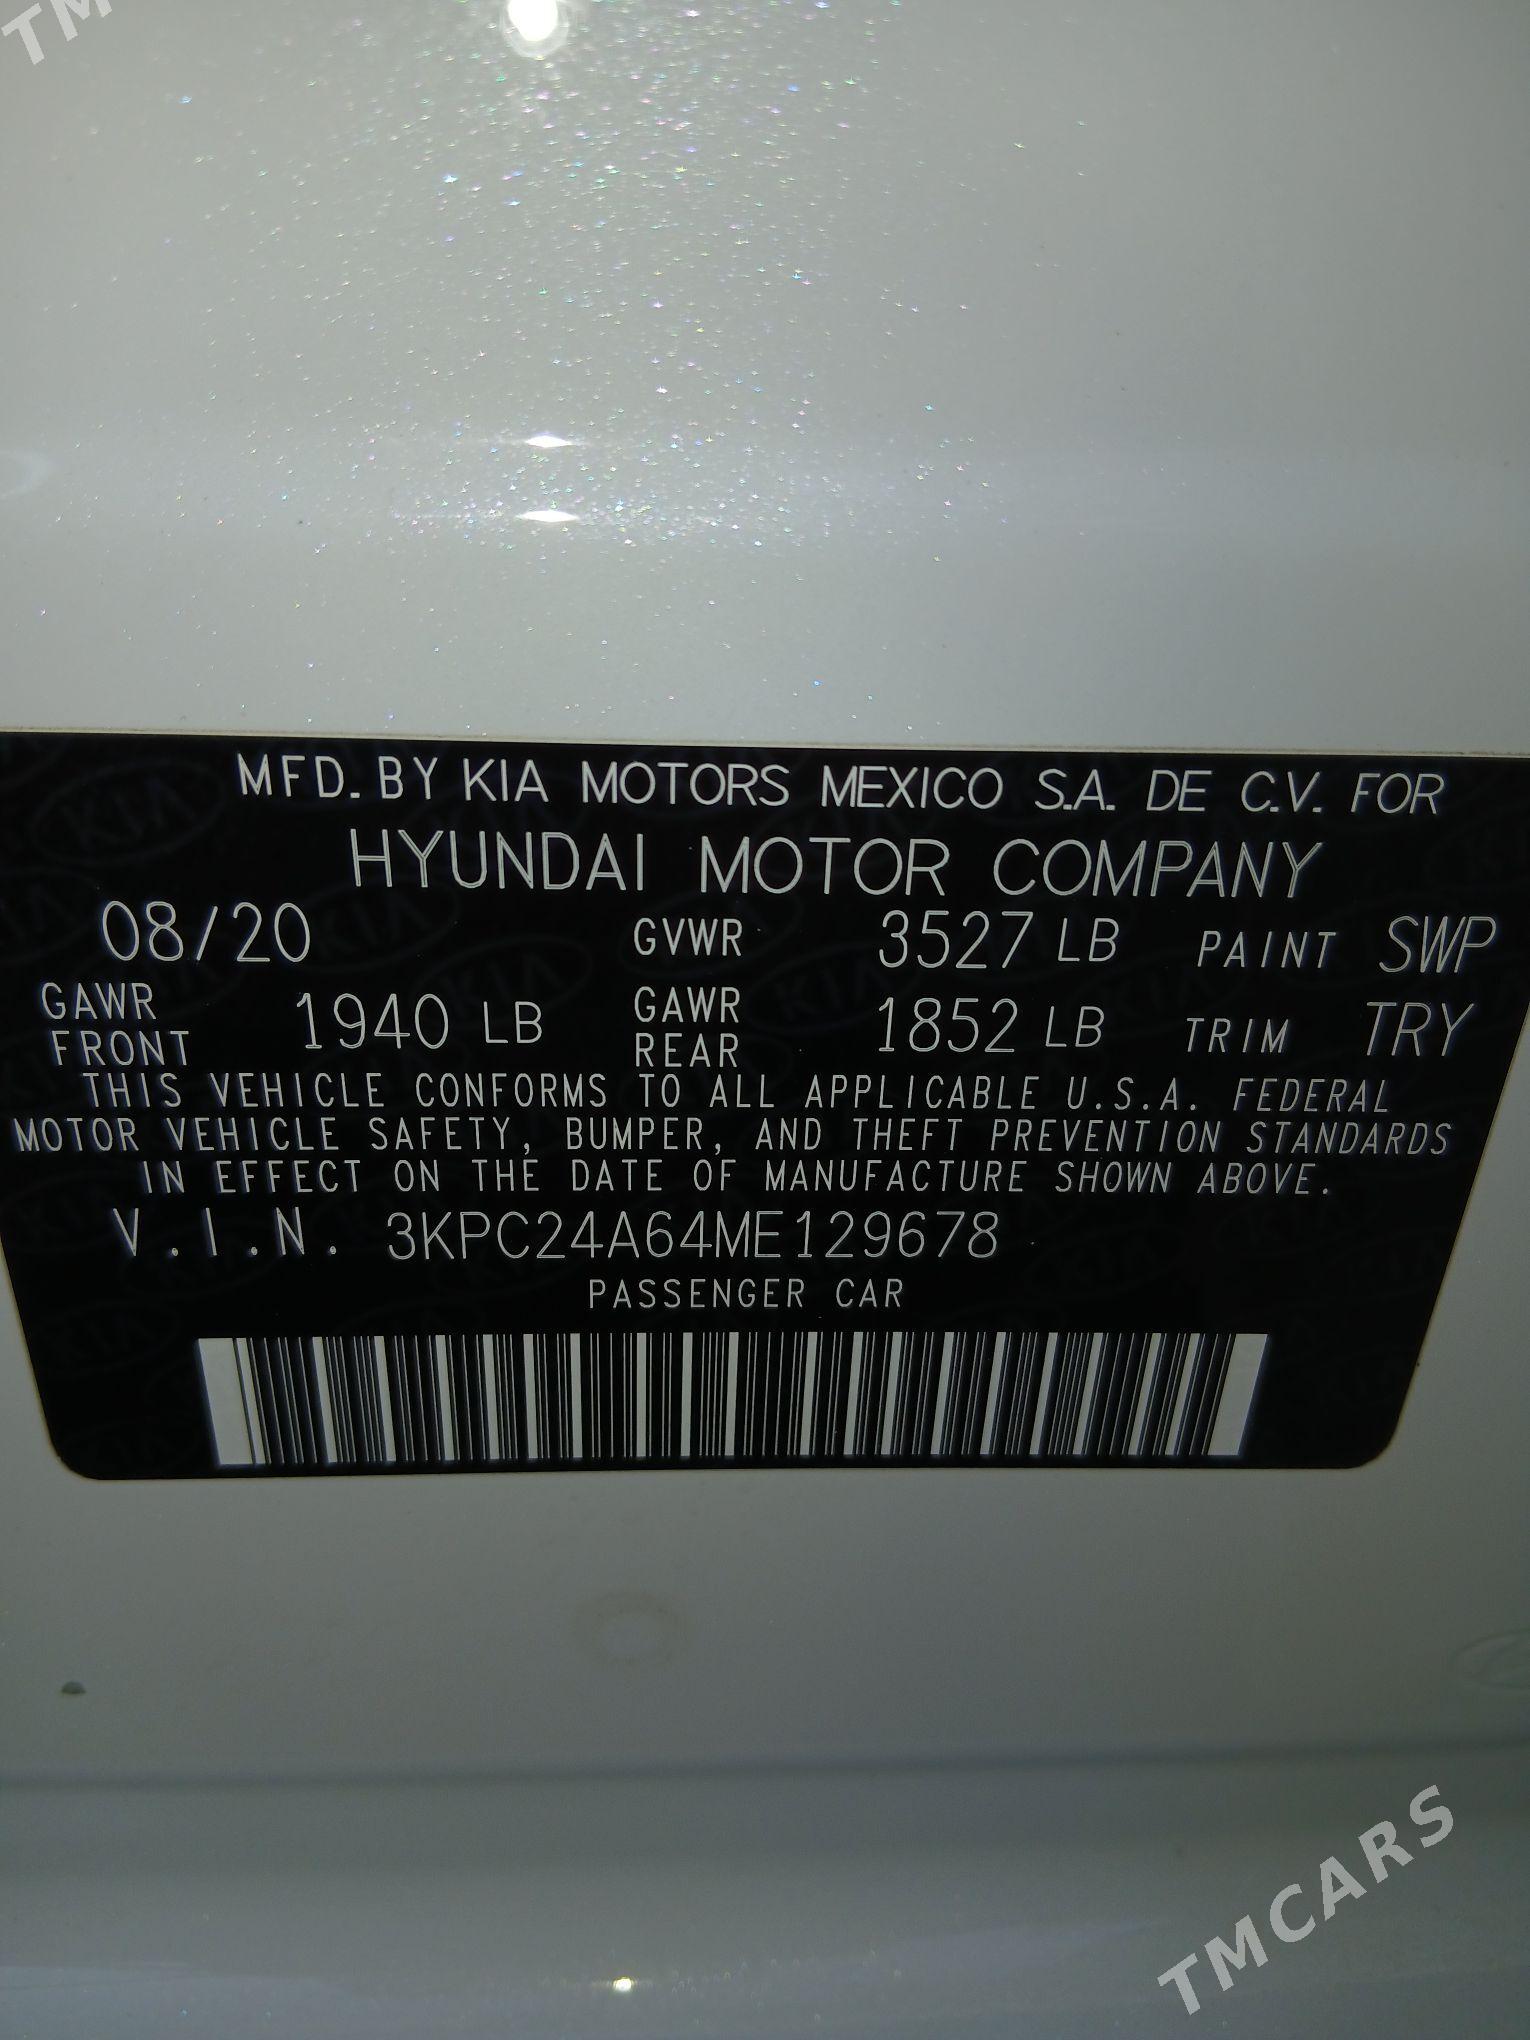 TM
MFD. BY KIA MOTORS MEXICO S.A. DE C.V. FOR
HYUNDAI MOTOR COMPANY
08/20 GVWR 3527 LB PAINT SWP
GAWR FRONT 1940 LB GAWR REAR 1852 LB TRIM TRY
THIS VEHICLE CONFORMS TO ALL APPLICABLE U.S.A. FEDERAL
MOTOR VEHICLE SAFETY, BUMPER, AND THEFT PREVENTION STANDARDS
IN EFFECT ON THE DATE OF MANUFACTURE SHOWN ABOVE.
V.I.N. 3KPC24A64ME129678
PASSENGER CAR
TMCARS